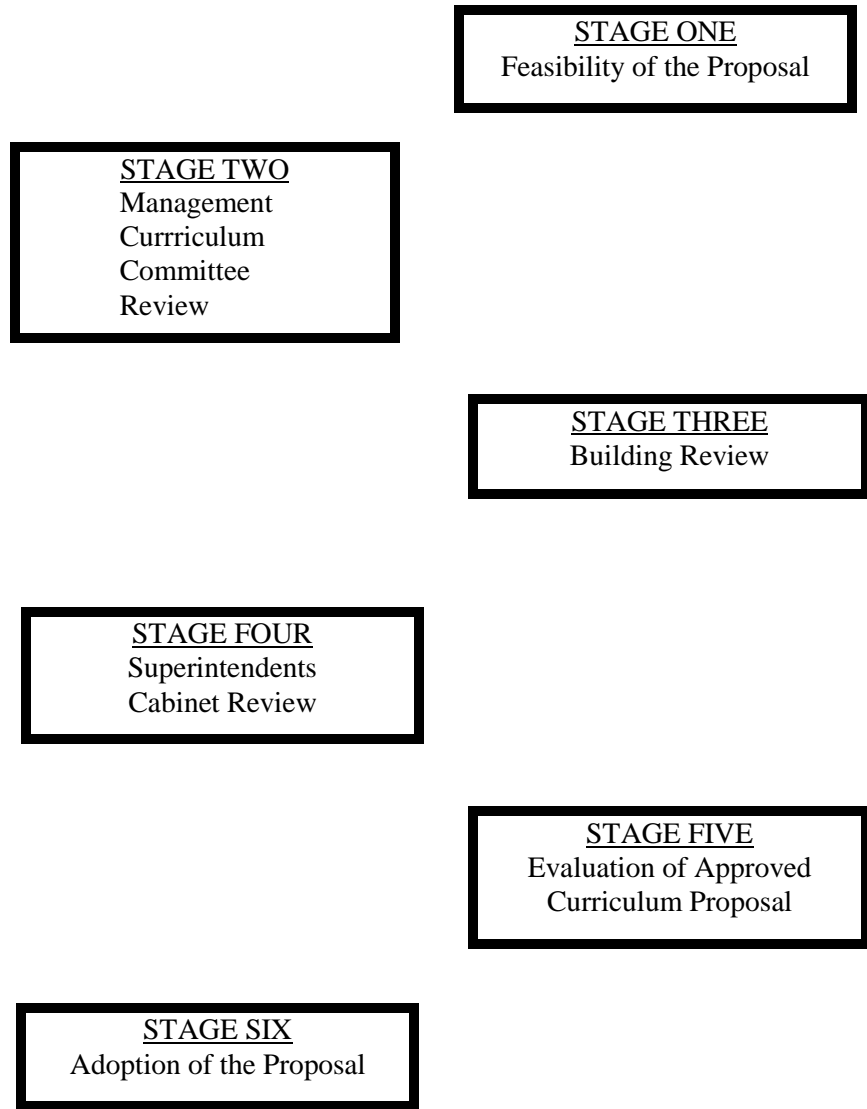 STAGE ONE
Feasibility of the Proposal
STAGE TWO
Management
Currriculum
Committee
Review
STAGE THREE
Building Review
STAGE FOUR
Superintendents
Cabinet Review
STAGE FIVE
Evaluation of Approved
Curriculum Proposal
STAGE SIX
Adoption of the Proposal